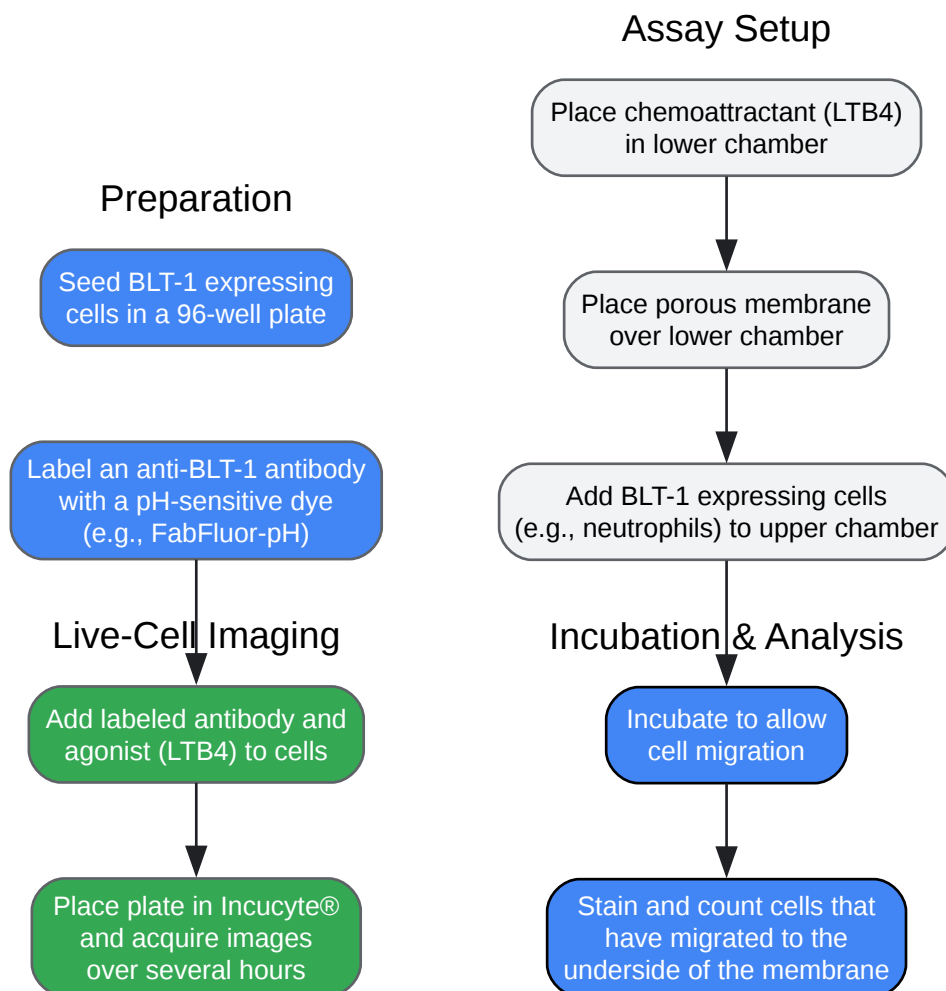 Preparation
Seed BLT-1 expressing
cells in a 96-well plate
Label an anti-BLT-1 antibody
with a pH-sensitive dye
(e.g., FabFluor-pH)
Live-Cell Imaging
Add labeled antibody and
agonist (LTB4) to cells
Place plate in Incucyte®
and acquire images
over several hours
Assay Setup
Place chemoattractant (LTB4)
in lower chamber
Place porous membrane
over lower chamber
Add BLT-1 expressing cells
(e.g., neutrophils) to upper chamber
Incubation & Analysis
Incubate to allow
cell migration
Stain and count cells that
have migrated to the
underside of the membrane